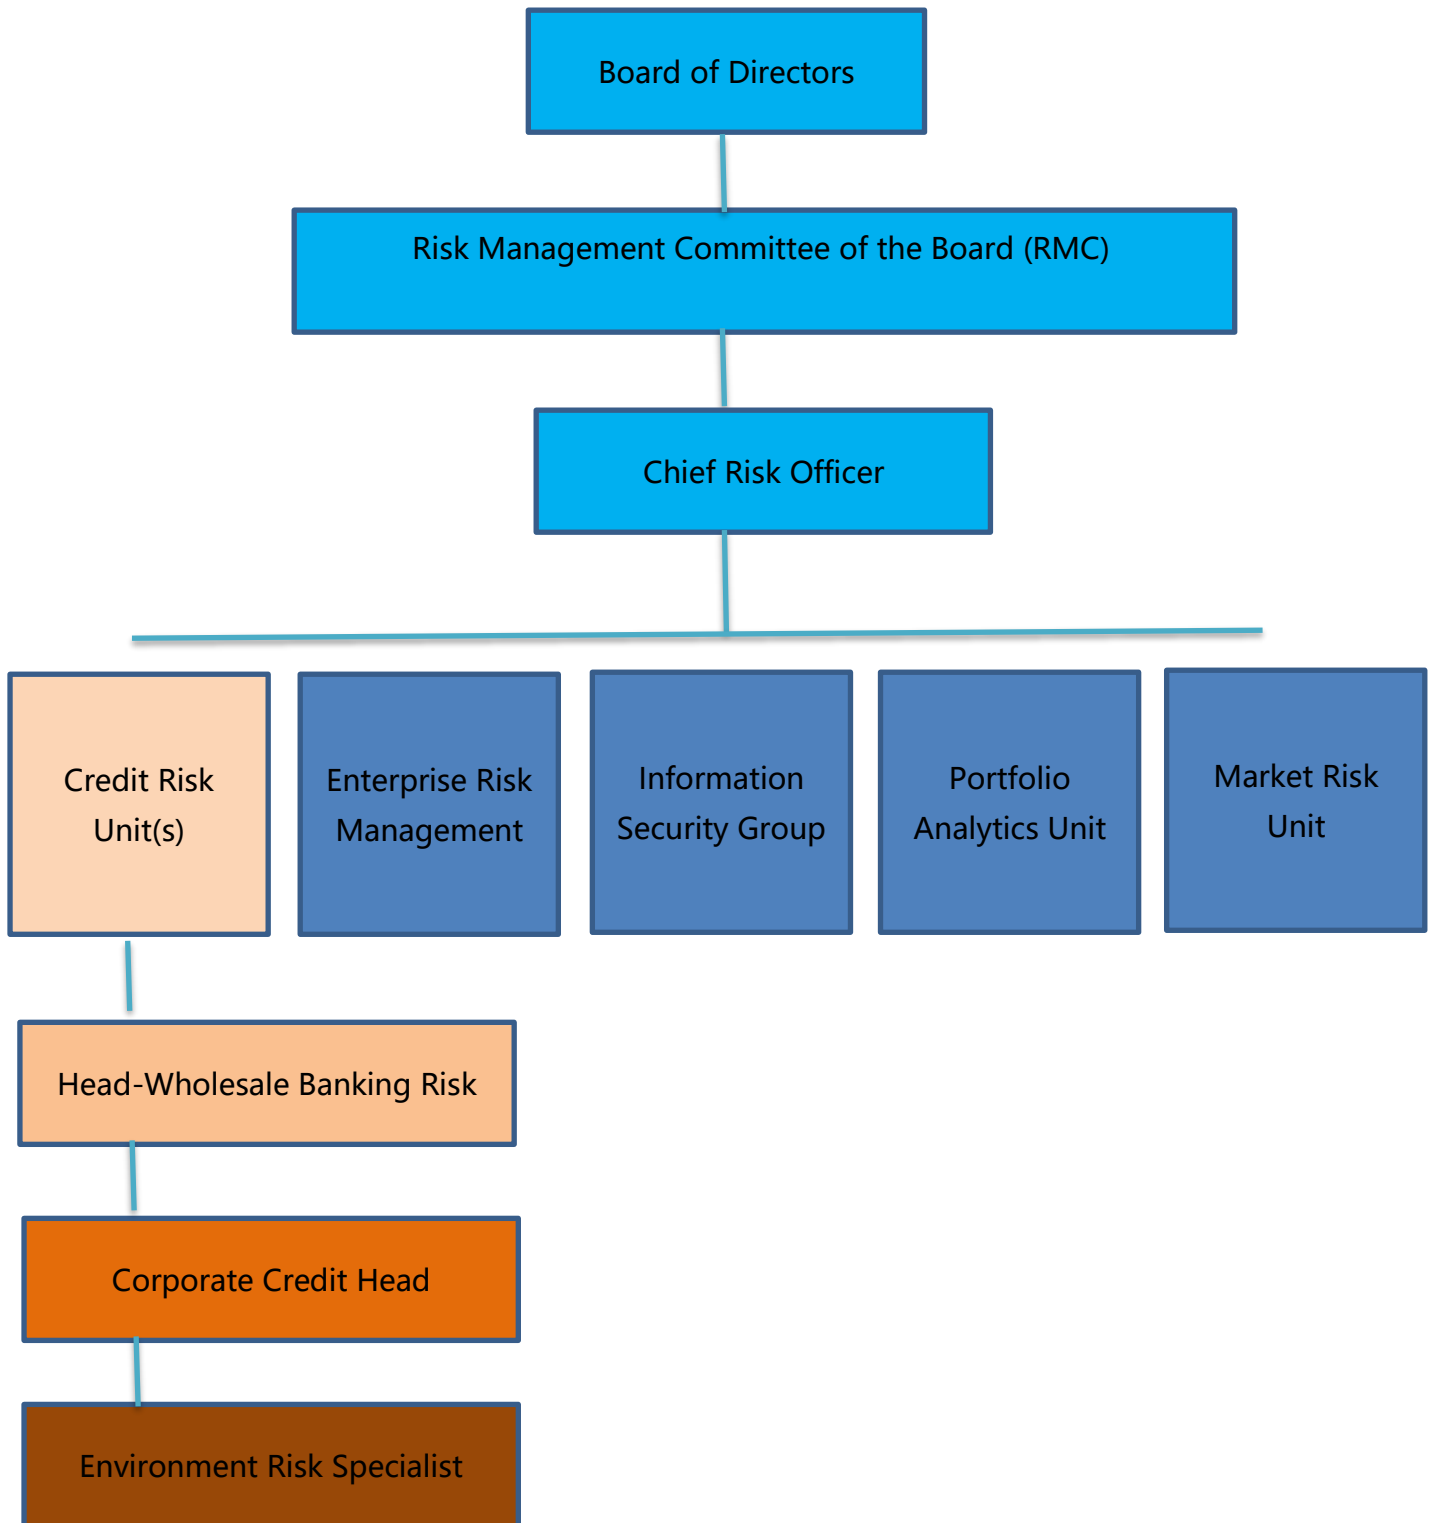 Board of Directors
Risk Management Committee of the Board (RMC)
Chief Risk Officer
Credit Risk
Unit(s)
Enterprise Risk
Management
Information
Security Group
Portfolio
Analytics Unit
Market Risk
Unit
Head-Wholesale Banking Risk
Corporate Credit Head
Environment Risk Specialist